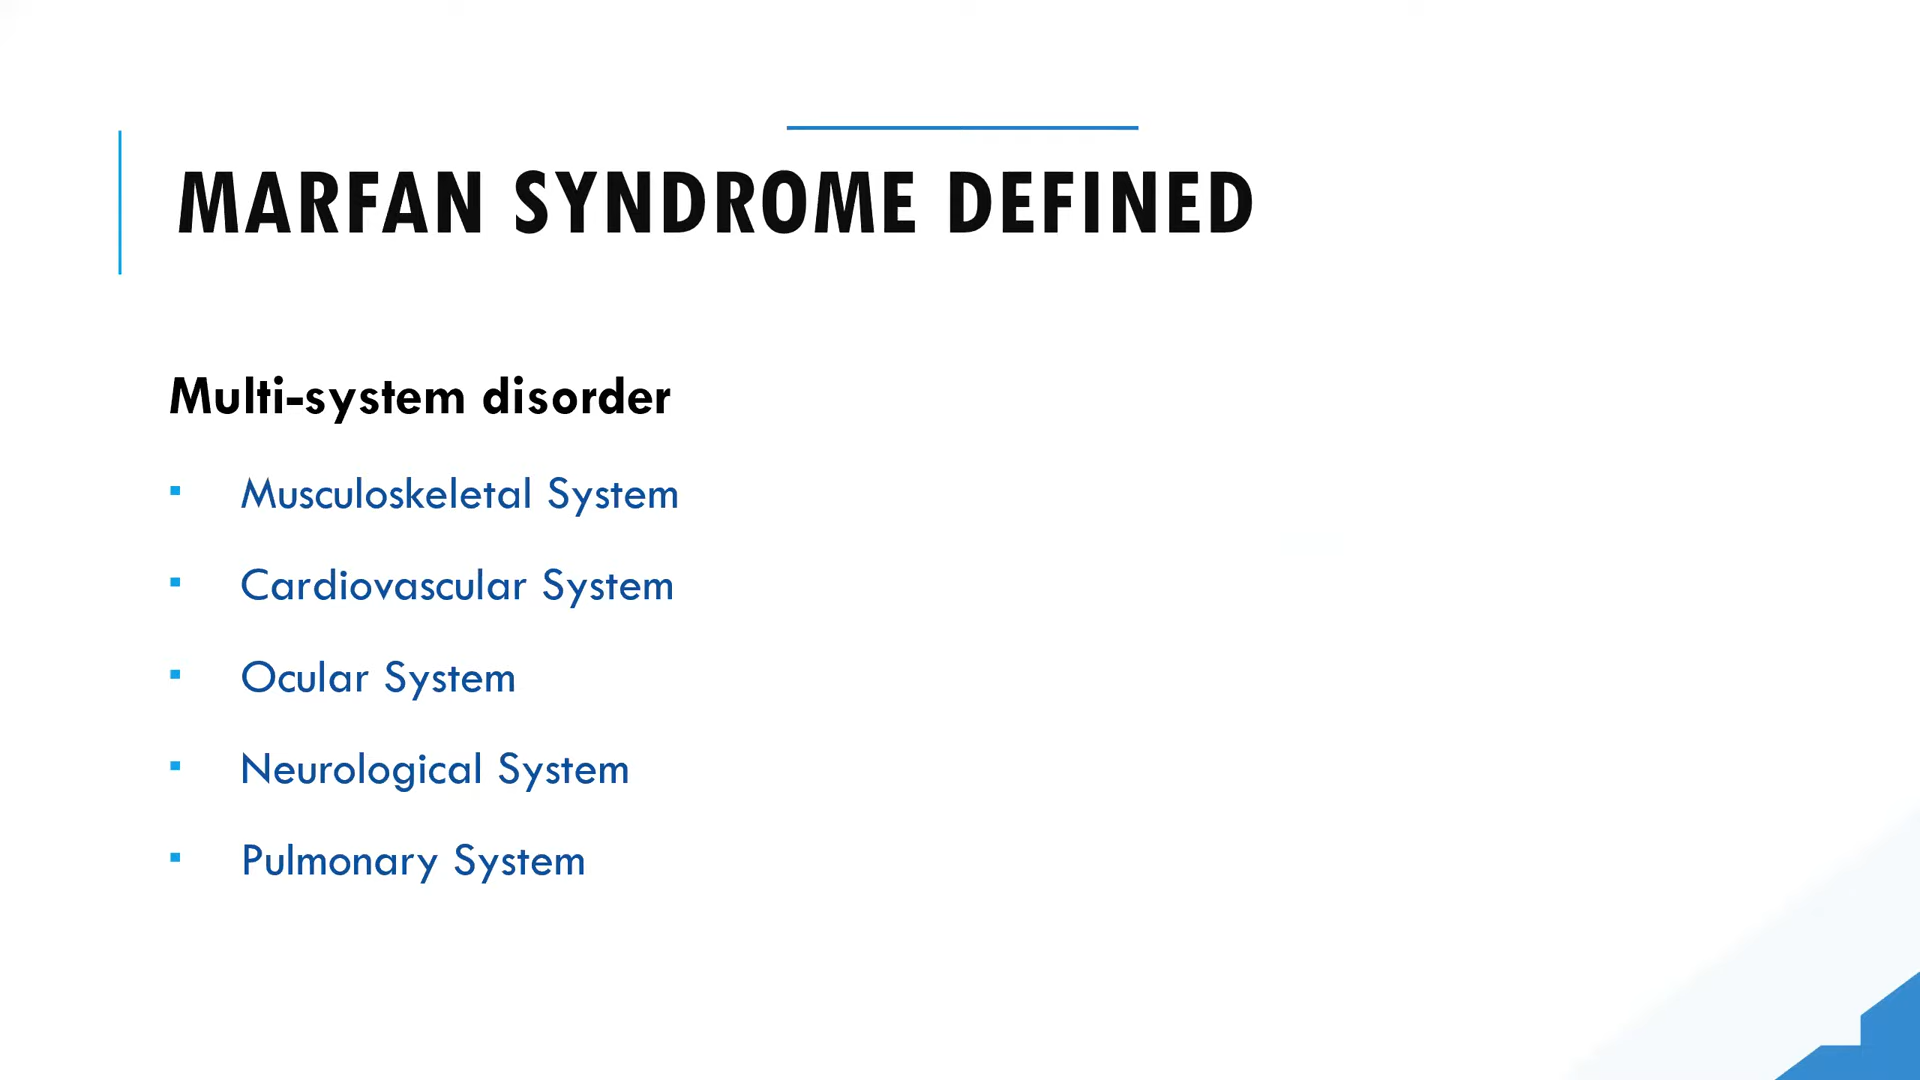 MARFAN SYNDROME DEFINED
Multi-system disorder
▪ Musculoskeletal System
▪ Cardiovascular System
▪ Ocular System
▪ Neurological System
▪ Pulmonary System